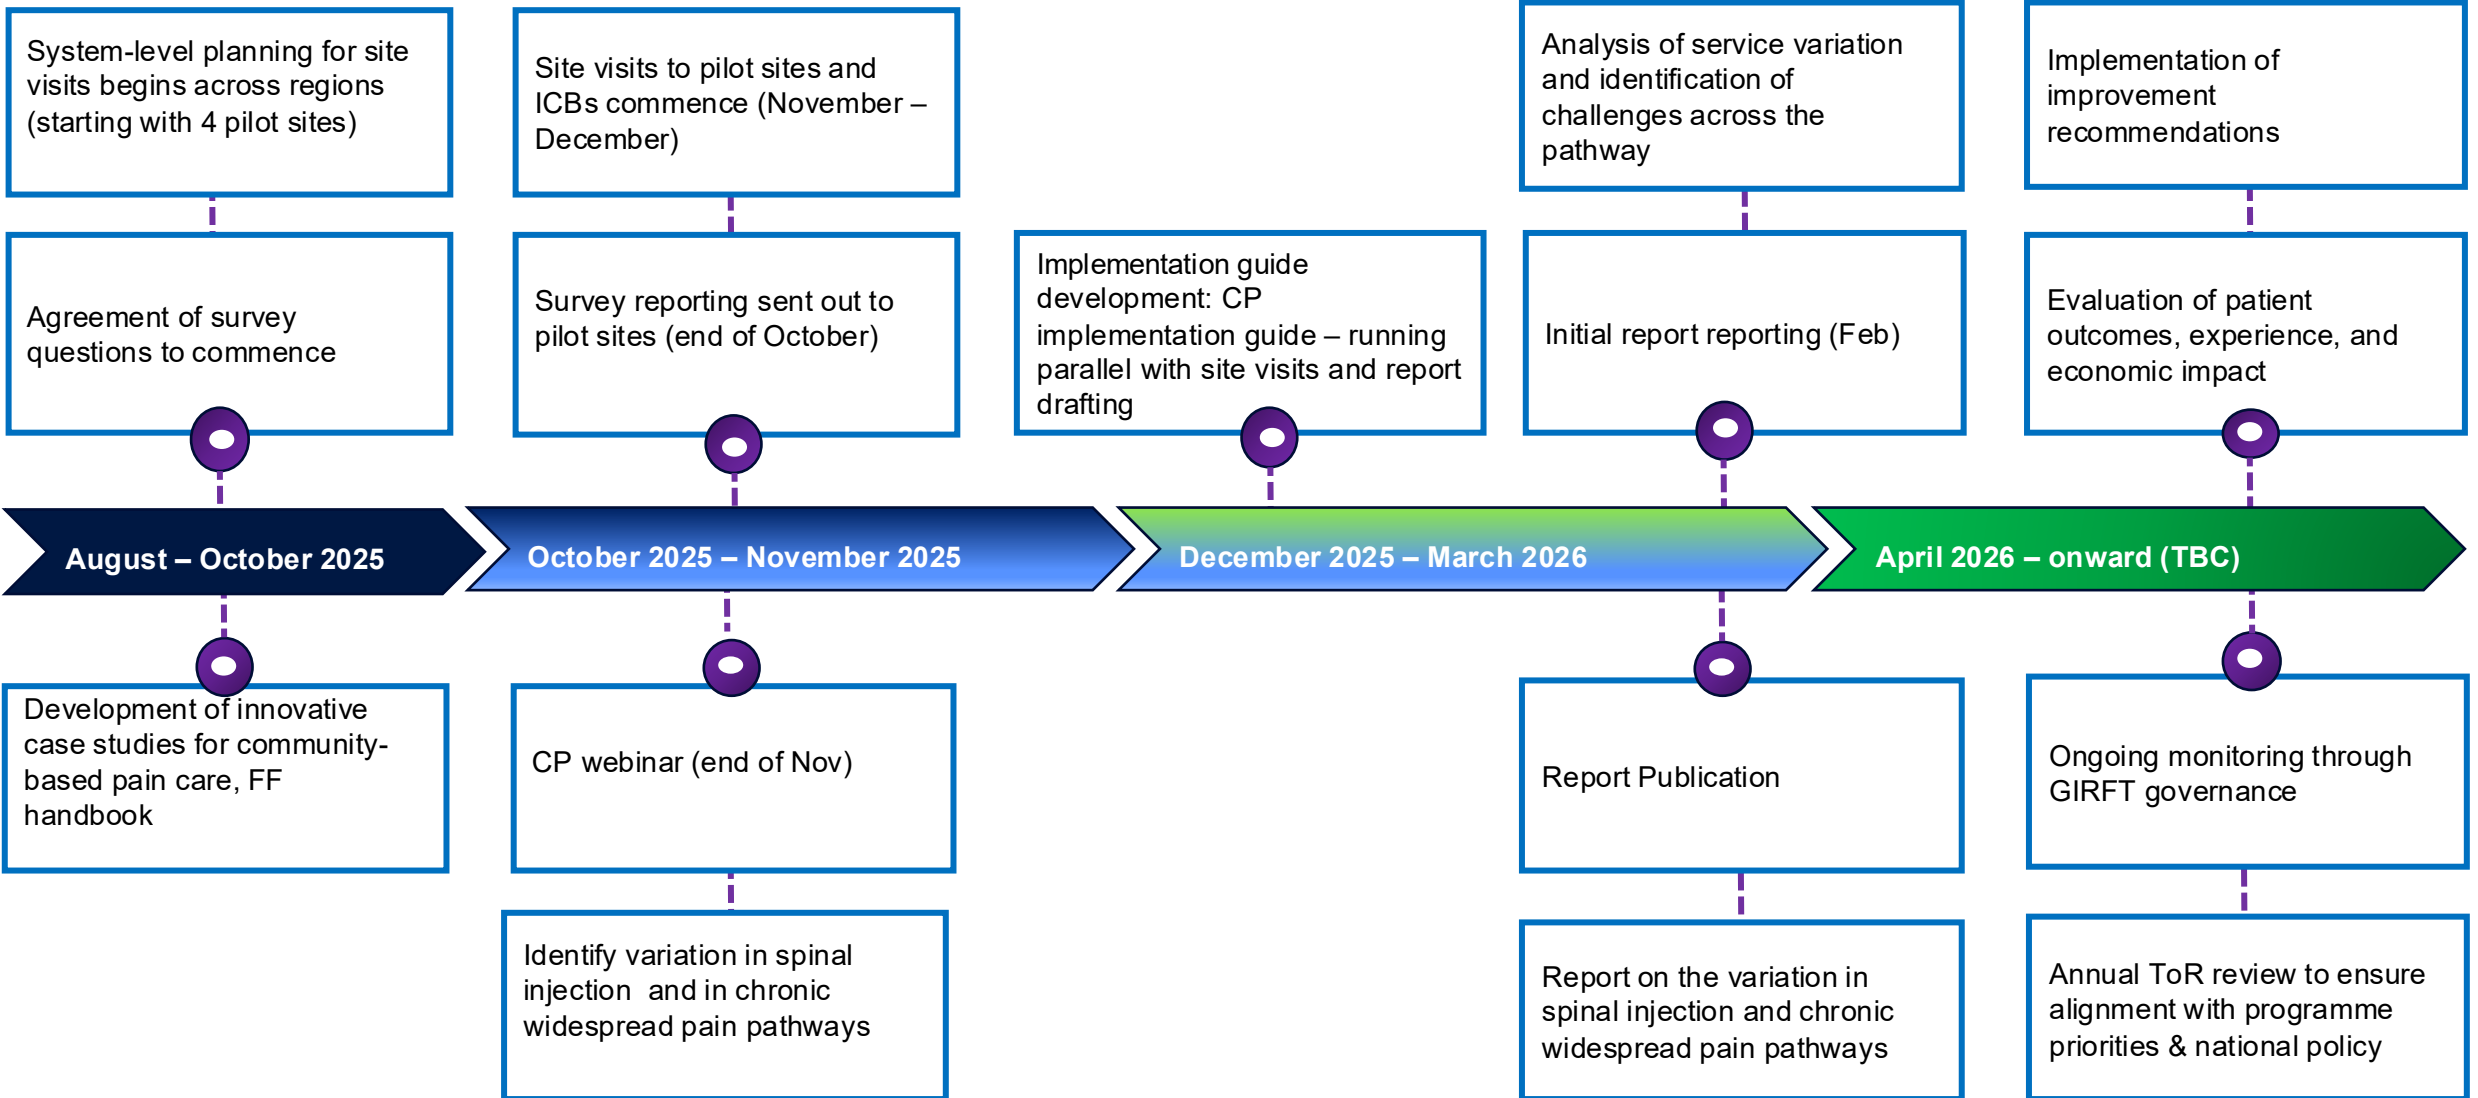 System-level planning for site
visits begins across regions
(starting with 4 pilot sites)
Site visits to pilot sites and
ICBs commence (November –
December)
Analysis of service variation
and identification of
challenges across the
pathway
Implementation of
improvement
recommendations
Agreement of survey
questions to commence
Survey reporting sent out to
pilot sites (end of October)
Implementation guide
development: CP
implementation guide – running
parallel with site visits and report
drafting
Initial report reporting (Feb)
Evaluation of patient
outcomes, experience, and
economic impact
August – October 2025
October 2025 – November 2025
December 2025 – March 2026
April 2026 – onward (TBC)
Development of innovative
case studies for community-
based pain care, FF
handbook
CP webinar (end of Nov)
Report Publication
Ongoing monitoring through
GIRFT governance
Identify variation in spinal
injection  and in chronic
widespread pain pathways
Report on the variation in
spinal injection and chronic
widespread pain pathways
Annual ToR review to ensure
alignment with programme
priorities & national policy